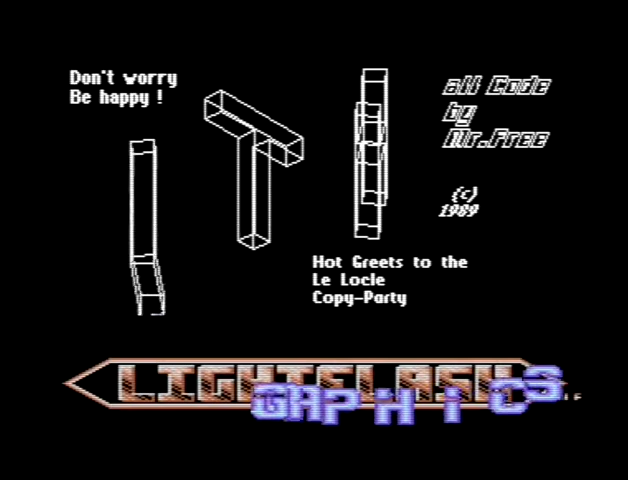 Don't worry
Be happy !
all Code
by
Mr.Free
(c)
1989
Hot Greets to the
Le Locle
Copy-Party
LIGHTFLASH
GAPHiCS